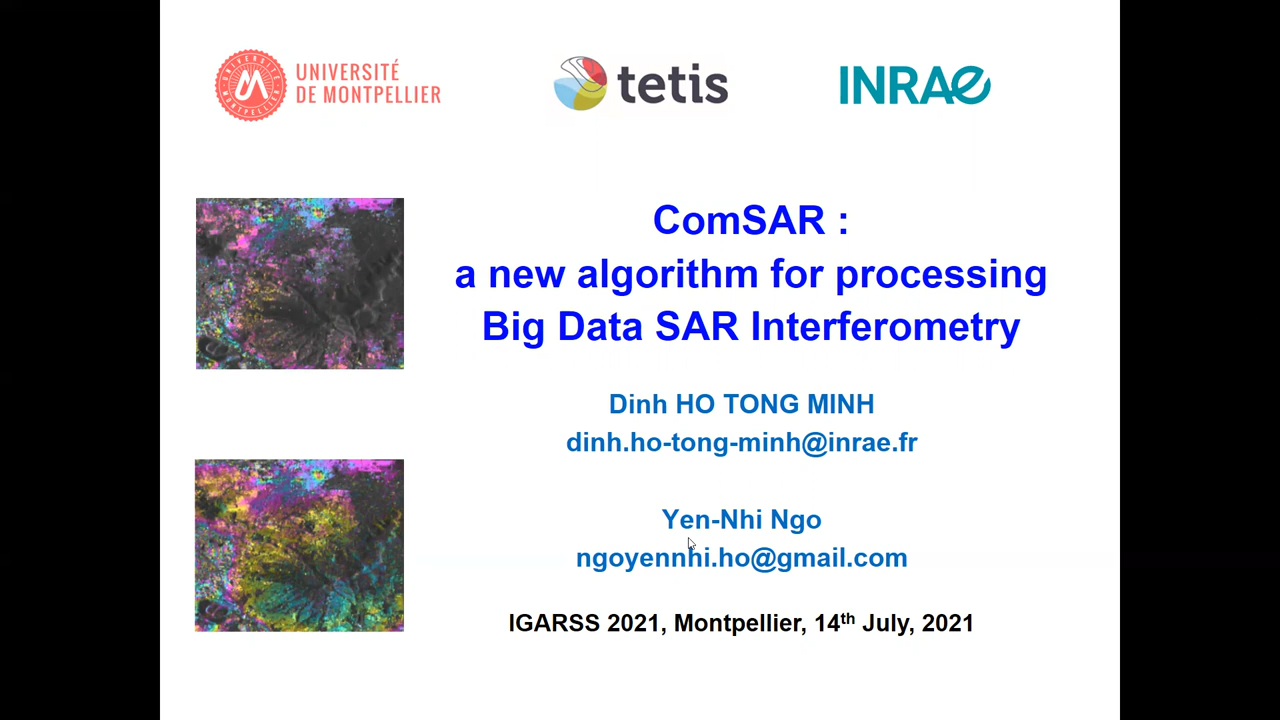 UNIVERSITÉ
DE MONTPELLIER
tetis
INRAE
ComSAR :
a new algorithm for processing
Big Data SAR Interferometry
Dinh HO TONG MINH
dinh.ho-tong-minh@inrae.fr
Yen-Nhi Ngo
ngoyennhi.ho@gmail.com
IGARSS 2021, Montpellier, 14th July, 2021